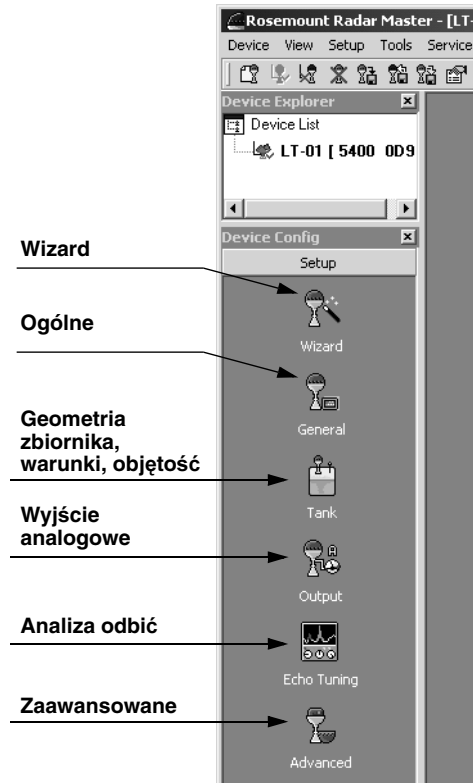 Rosemount Radar Master - [LT-
Device View Setup Tools Service
Device Explorer
Device List
LT-01 [ 5400 0D9
Device Config
Setup
Wizard
Wizard
Ogólne
General
Geometria
zbiornika,
warunki, objętość
Tank
Wyjście
analogowe
Output
Analiza odbić
Echo Tuning
Zaawansowane
Advanced